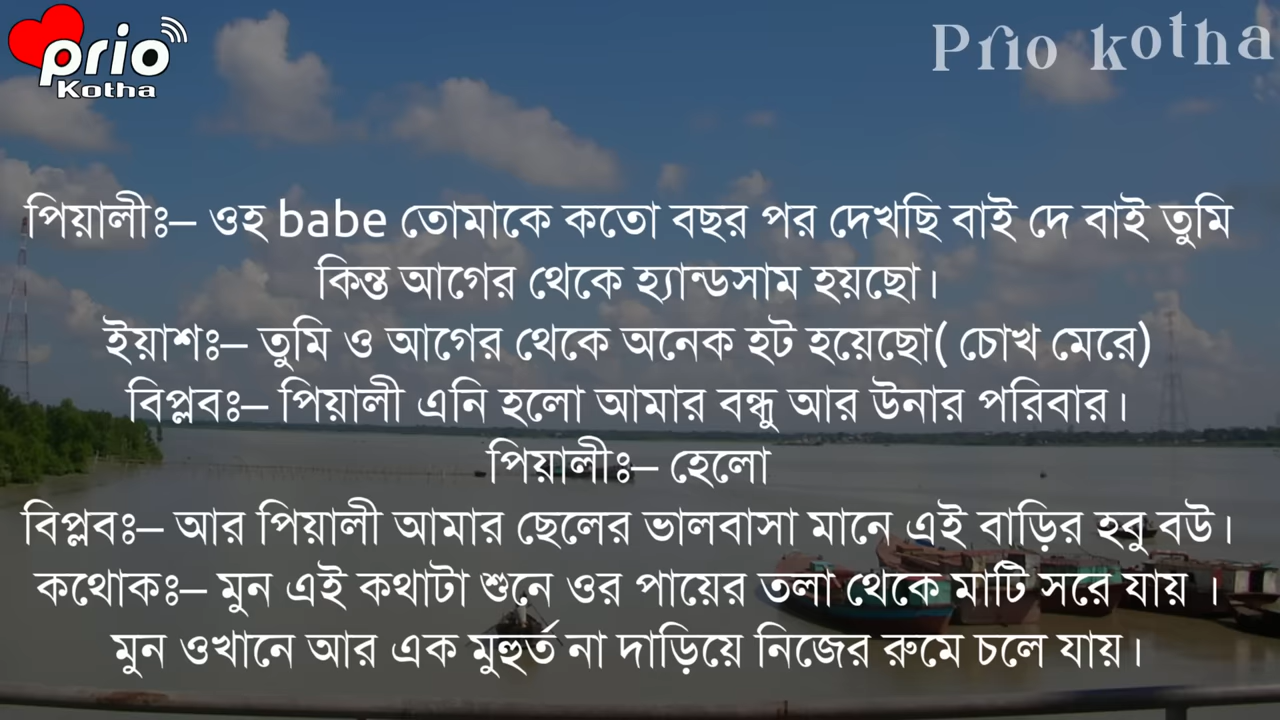 prio
Kotha
Prio kotha
পিয়ালীঃ– ওহ babe তোমাকে কতো বছর পর দেখছি বাই দে বাই তুমি
কিন্ত আগের থেকে হ্যান্ডসাম হয়ছো।
ইয়াশঃ– তুমি ও আগের থেকে অনেক হট হয়েছো( চোখ মেরে)
বিপ্লবঃ– পিয়ালী এনি হলো আমার বন্ধু আর উনার পরিবার।
পিয়ালীঃ– হেলো
বিপ্লবঃ– আর পিয়ালী আমার ছেলের ভালবাসা মানে এই বাড়ির হবু বউ।
কথোকঃ– মুন এই কথাটা শুনে ওর পায়ের তলা থেকে মাটি সরে যায় ।
মুন ওখানে আর এক মুহুর্ত না দাড়িয়ে নিজের রুমে চলে যায়।